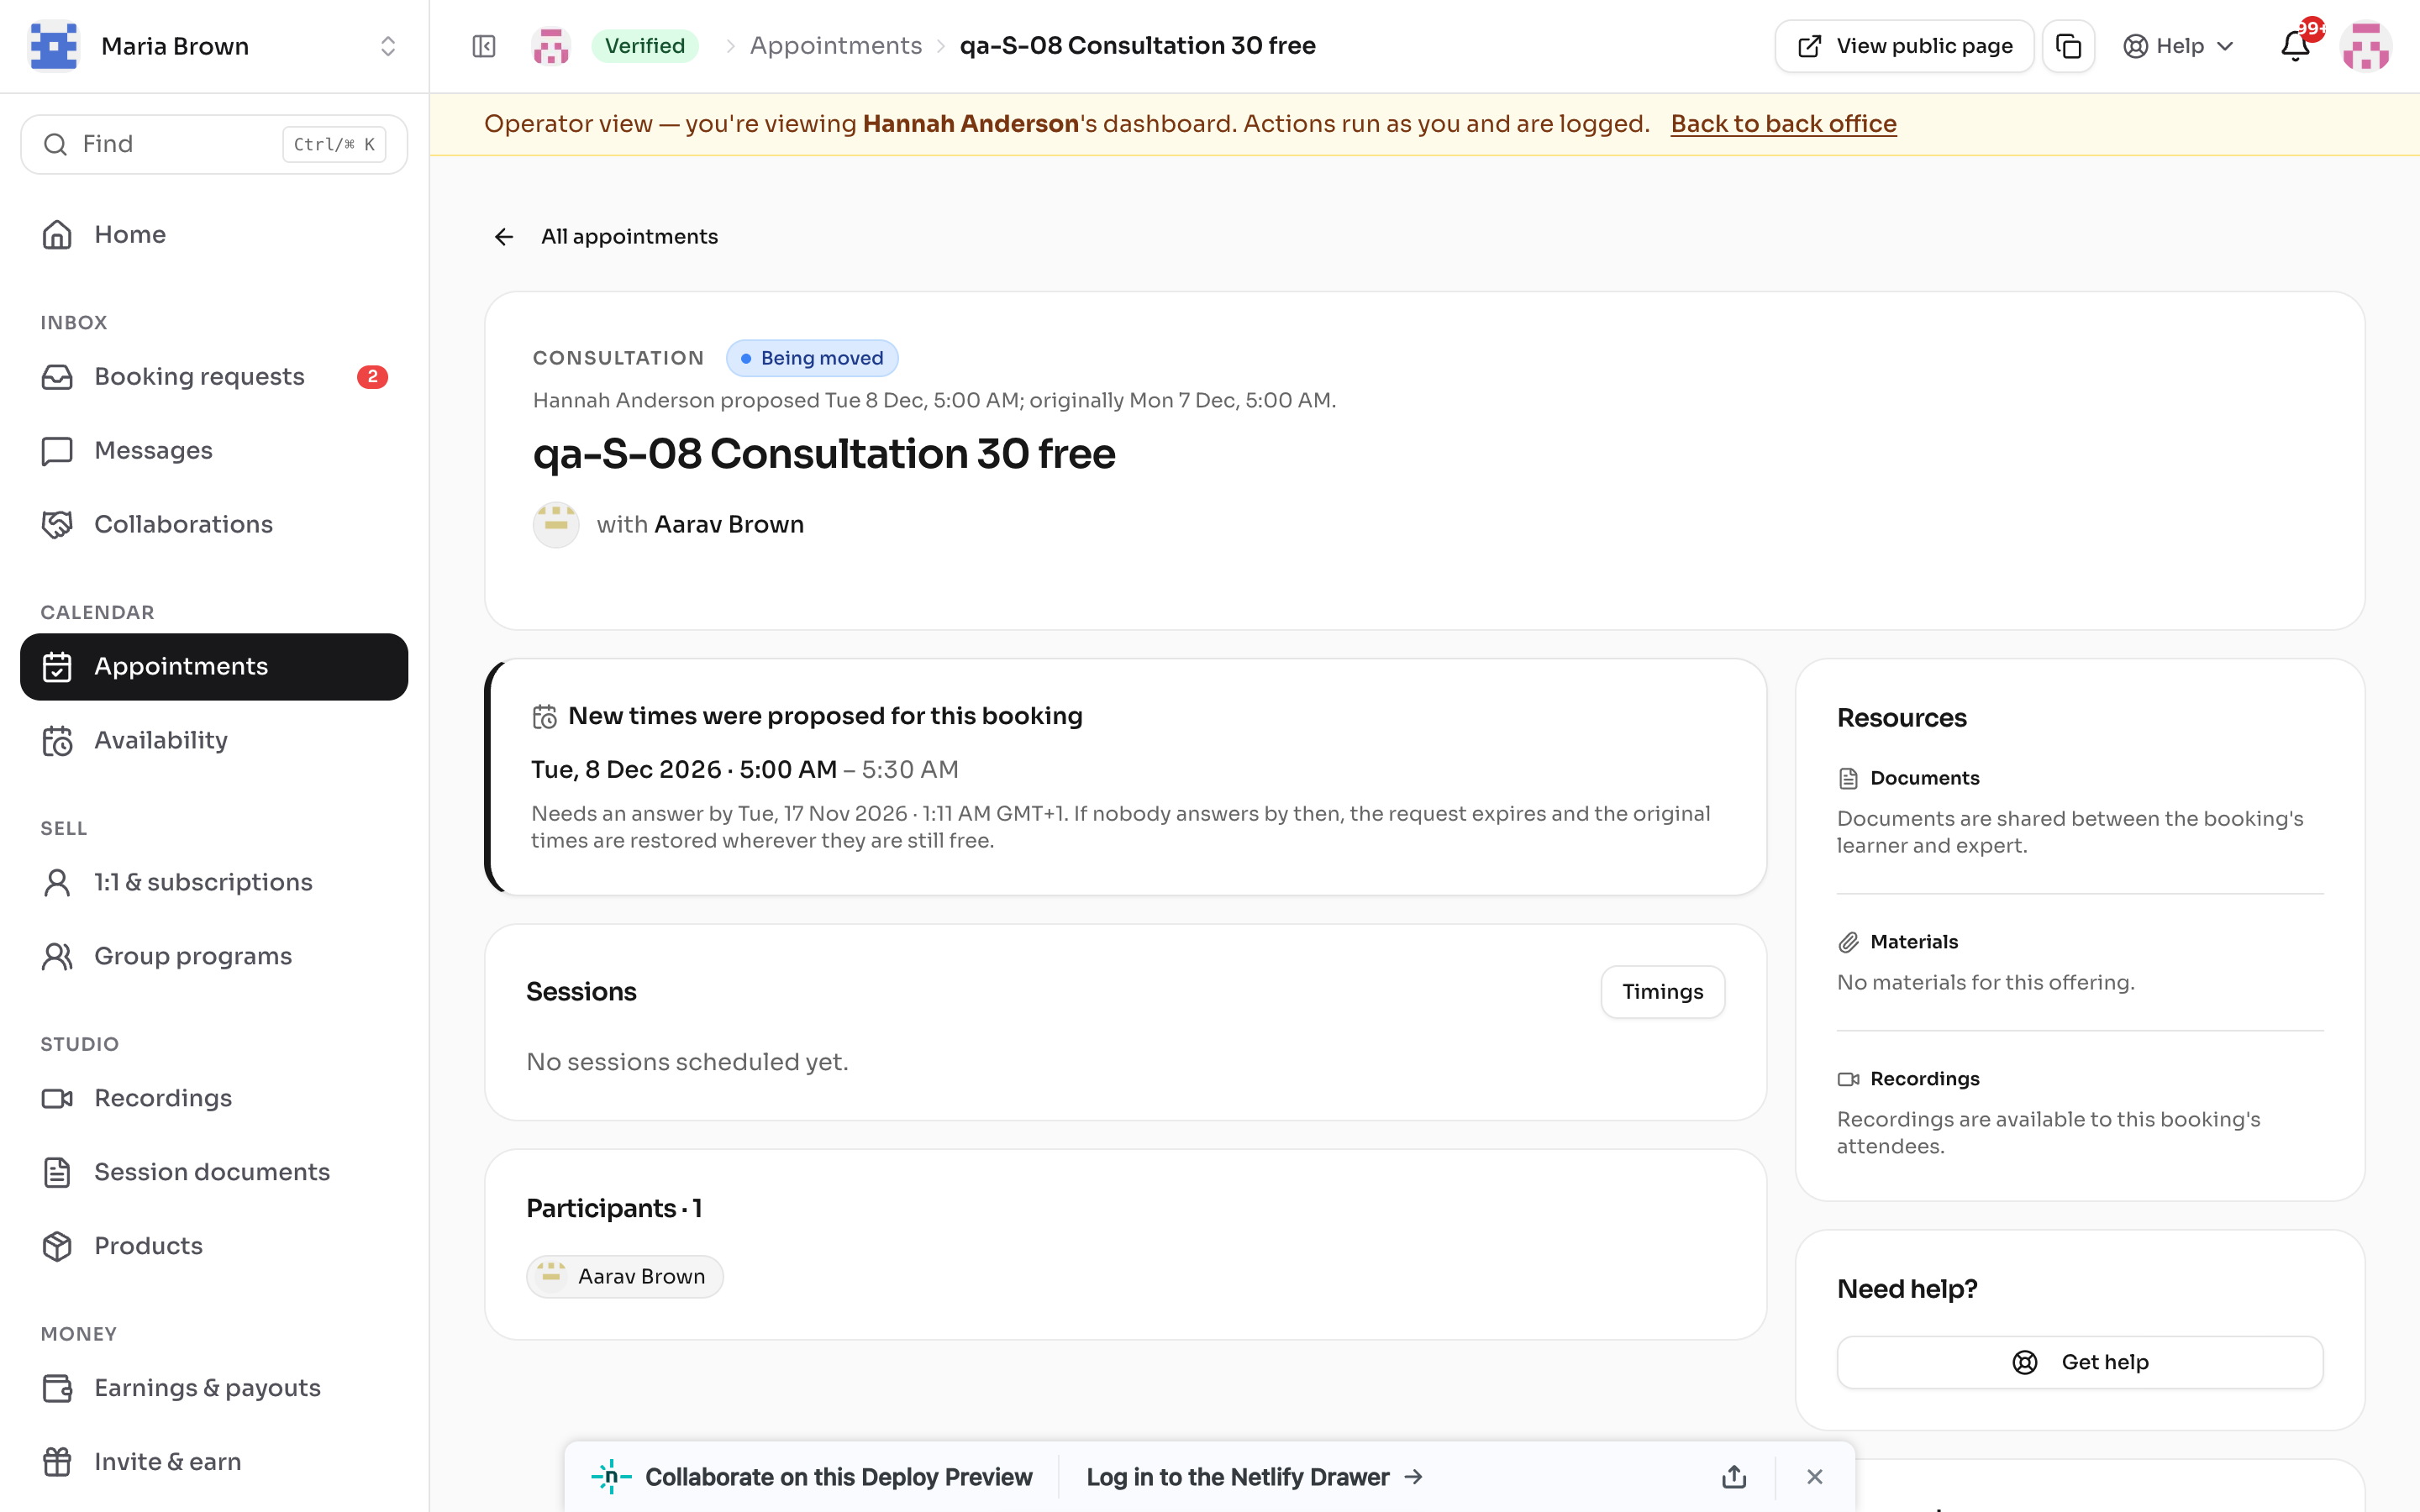 Maria Brown
Verified
Appointments
qa-S-08 Consultation 30 free
View public page
Help
99+
Find
Ctrl/⌘ K
Operator view — you're viewing Hannah Anderson's dashboard. Actions run as you and are logged. Back to back office
Home
INBOX
Booking requests
2
Messages
Collaborations
CALENDAR
Appointments
Availability
SELL
1:1 & subscriptions
Group programs
STUDIO
Recordings
Session documents
Products
MONEY
Earnings & payouts
Invite & earn
All appointments
CONSULTATION
Being moved
Hannah Anderson proposed Tue 8 Dec, 5:00 AM; originally Mon 7 Dec, 5:00 AM.
qa-S-08 Consultation 30 free
with Aarav Brown
New times were proposed for this booking
Tue, 8 Dec 2026 · 5:00 AM – 5:30 AM
Needs an answer by Tue, 17 Nov 2026 · 1:11 AM GMT+1. If nobody answers by then, the request expires and the original
times are restored wherever they are still free.
Sessions
Timings
No sessions scheduled yet.
Participants · 1
Aarav Brown
Resources
Documents
Documents are shared between the booking's
learner and expert.
Materials
No materials for this offering.
Recordings
Recordings are available to this booking's
attendees.
Need help?
Get help
Collaborate on this Deploy Preview
Log in to the Netlify Drawer →